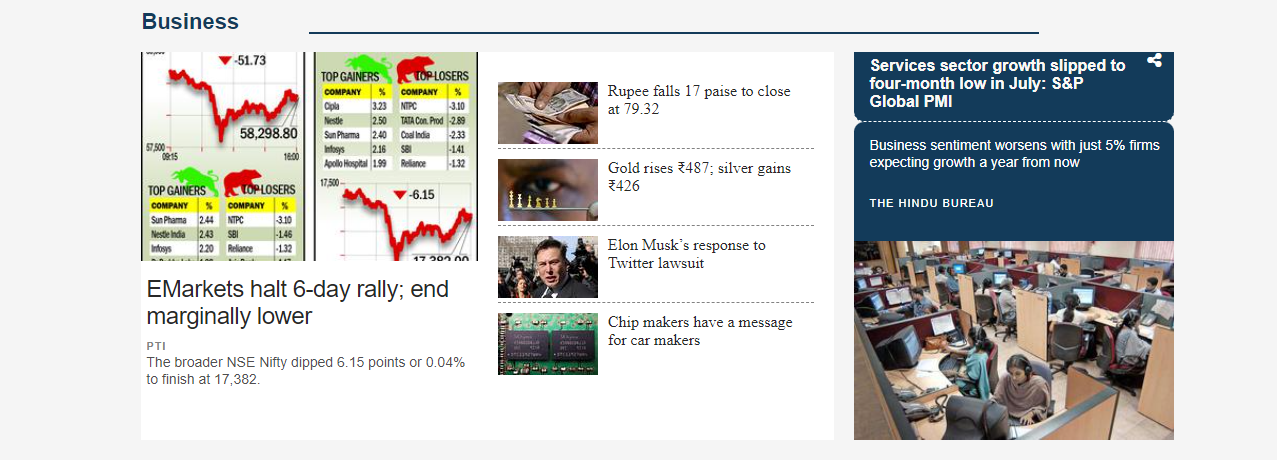 Business
-51.73
58,298.80
57,500
09:15
16:00
TOP GAINERS
TOP LOSERS
COMPANY %
COMPANY %
Cipla 3.23
NTPC -3.10
Nestle 2.50
TATA Con. Prod -2.89
Sun Pharma 2.40
Coal India -2.33
Infosys 2.16
SBI -1.41
Apollo Hospital 1.99
Reliance -1.32
TOP GAINERS
TOP LOSERS
COMPANY %
COMPANY %
Sun Pharma 2.44
NTPC -3.10
Nestle India 2.43
SBI -1.46
Infosys 2.20
Reliance -1.32
17,500
-6.15
17,382.00
EMarkets halt 6-day rally; end
marginally lower
PTI
The broader NSE Nifty dipped 6.15 points or 0.04%
to finish at 17,382.
Rupee falls 17 paise to close
at 79.32
Gold rises ₹487; silver gains
₹426
Elon Musk’s response to
Twitter lawsuit
Chip makers have a message
for car makers
Services sector growth slipped to
four-month low in July: S&P
Global PMI
Business sentiment worsens with just 5% firms
expecting growth a year from now
THE HINDU BUREAU